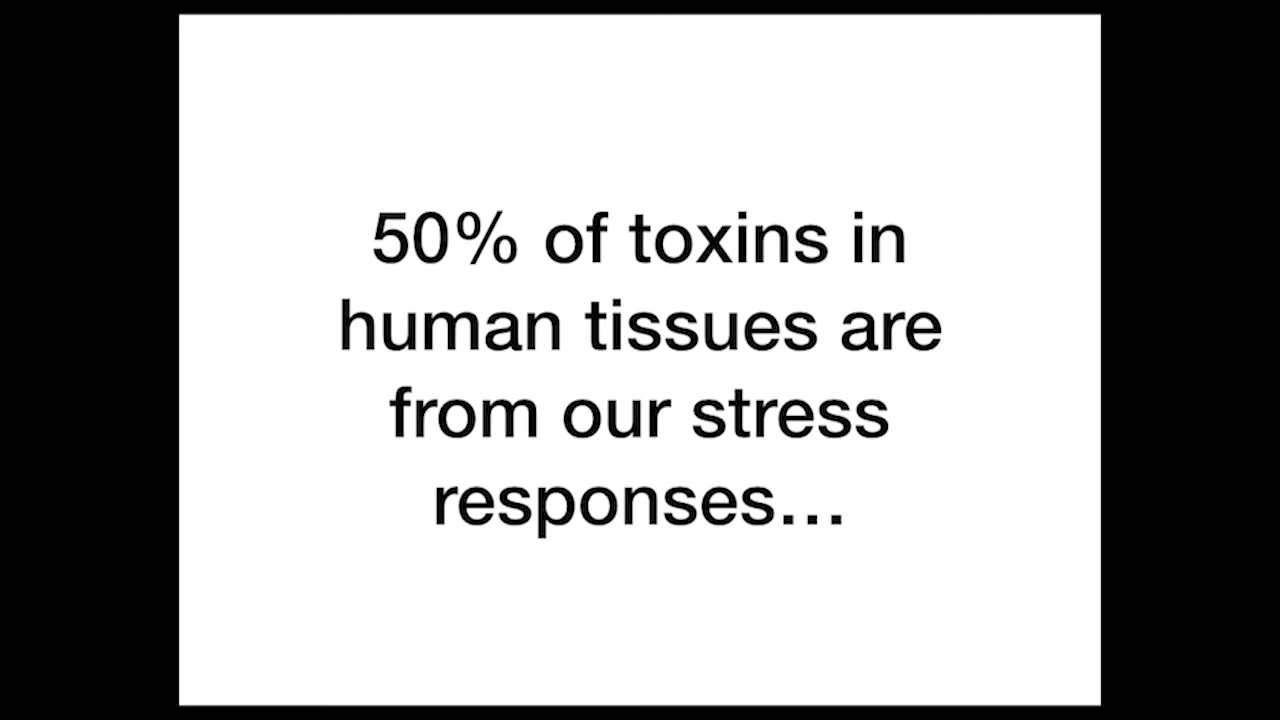 50% of toxins in
human tissues are
from our stress
responses...